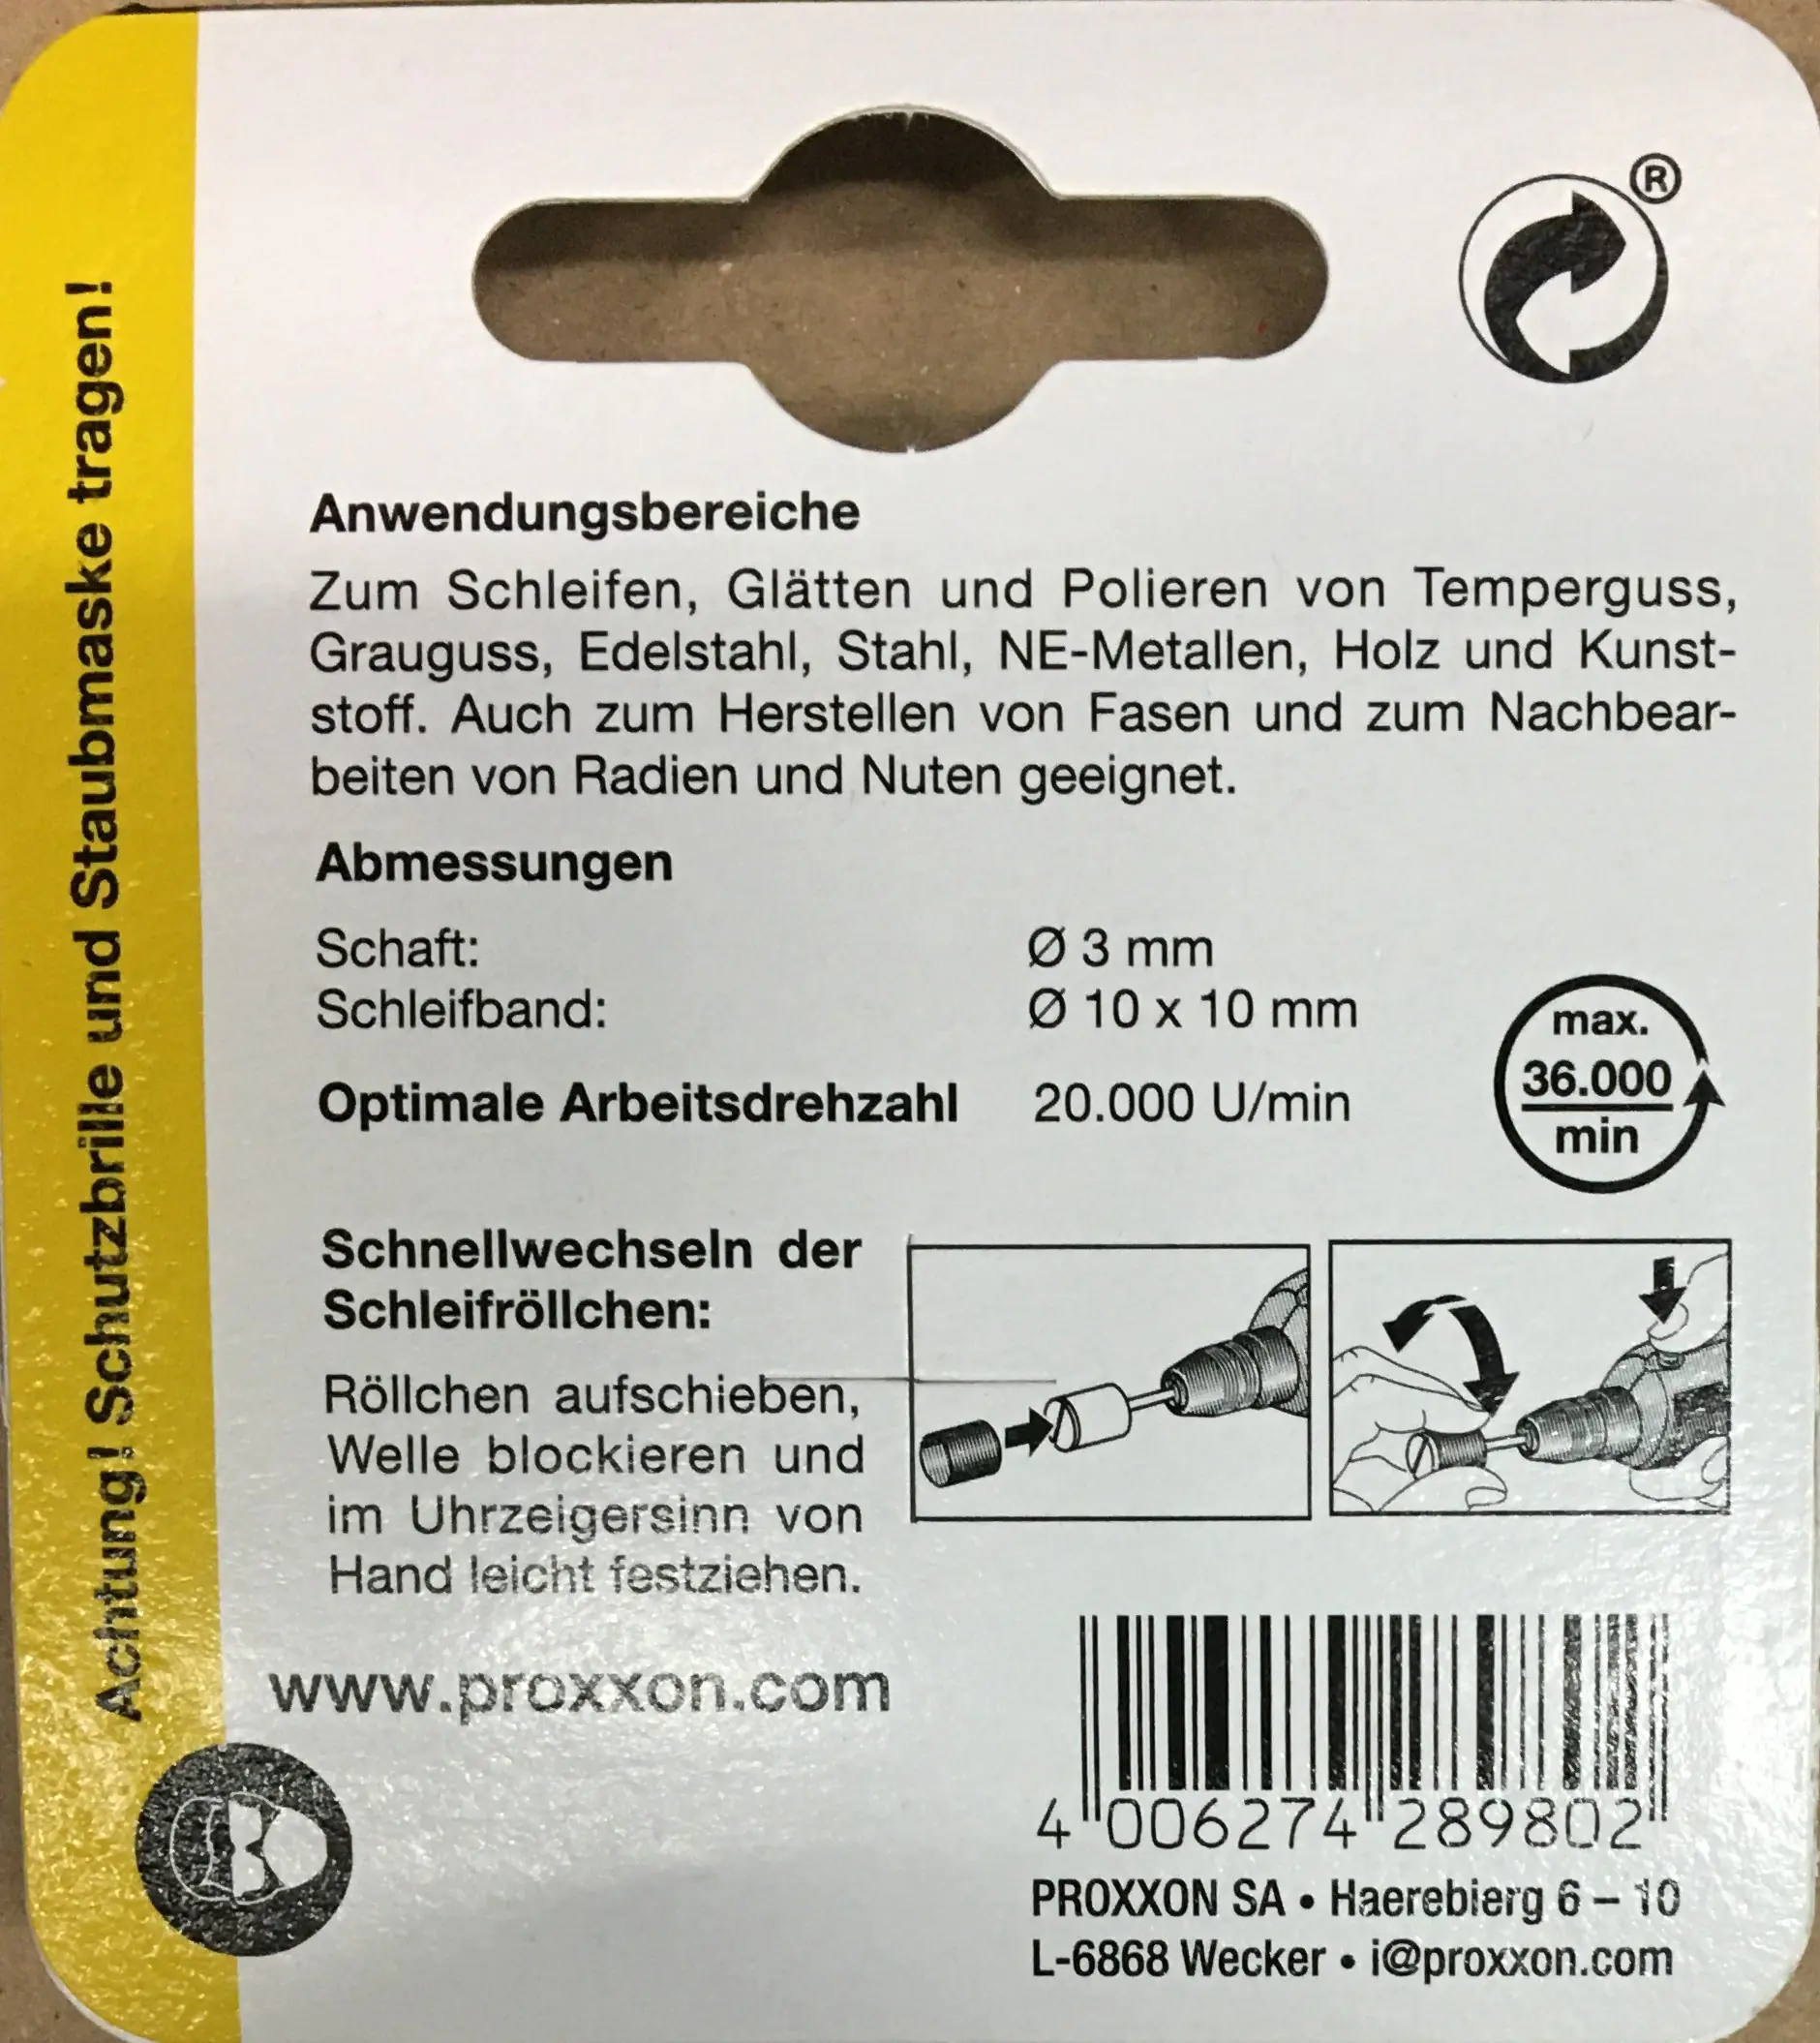 Achtung! Schutzbrille und Staubmaske tragen!
®
Anwendungsbereiche
Zum Schleifen, Glätten und Polieren von Temperguss,
Grauguss, Edelstahl, Stahl, NE-Metallen, Holz und Kunst-
stoff. Auch zum Herstellen von Fasen und zum Nachbear-
beiten von Radien und Nuten geeignet.
Abmessungen
Schaft: Ø 3 mm
Schleifband: Ø 10 x 10 mm
Optimale Arbeitsdrehzahl 20.000 U/min
max.
36.000
min
Schnellwechseln der
Schleifröllchen:
Röllchen aufschieben,
Welle blockieren und
im Uhrzeigersinn von
Hand leicht festziehen.
www.proxxon.com
4 006274 289802
PROXXON SA • Haerebierg 6 – 10
L-6868 Wecker • i@proxxon.com